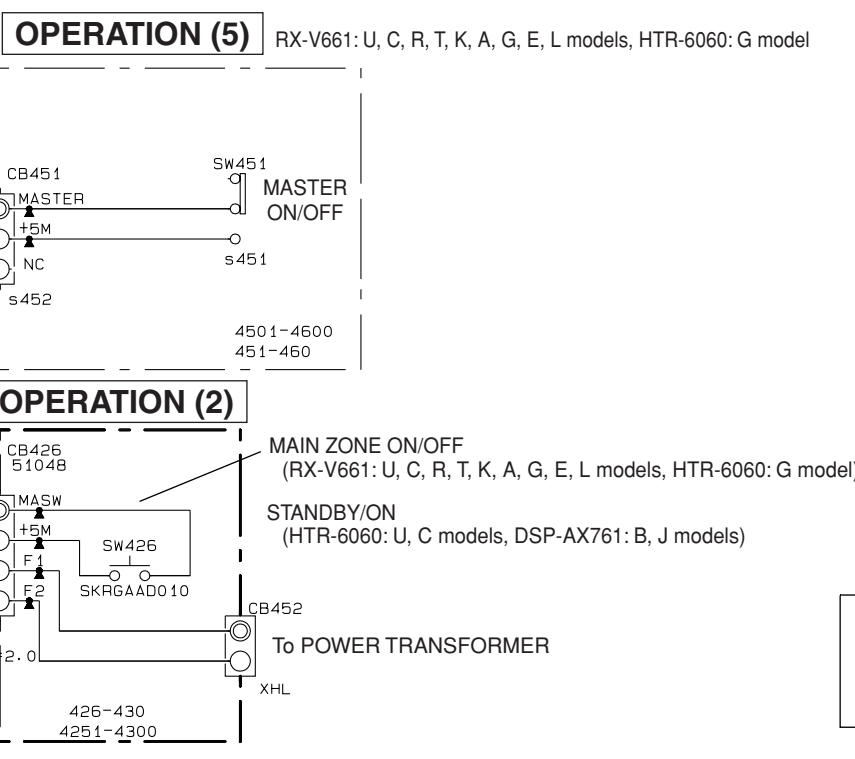 OPERATION (5)
RX-V661: U, C, R, T, K, A, G, E, L models, HTR-6060: G model
CB451
SW451
MASTER
MASTER
ON/OFF
+5M
NC
s451
s452
4501-4600
451-460
OPERATION (2)
CB426
51048
MAIN ZONE ON/OFF
(RX-V661: U, C, R, T, K, A, G, E, L models, HTR-6060: G model)
MASW
STANDBY/ON
(HTR-6060: U, C models, DSP-AX761: B, J models)
+5M
SW426
F1
F2
SKRGAAD010
CB452
To POWER TRANSFORMER
2.0
XHL
426-430
4251-4300